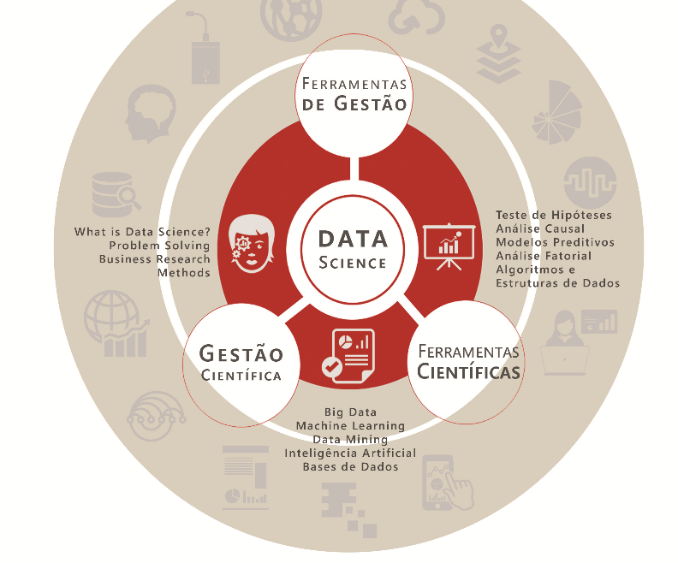 FERRAMENTAS
DE GESTÃO
DATA
SCIENCE
What is Data Science?
Problem Solving
Business Research
Methods
Teste de Hipóteses
Análise Causal
Modelos Preditivos
Análise Fatorial
Algoritmos e
Estruturas de Dados
GESTÃO
CIENTÍFICA
FERRAMENTAS
CIENTÍFICAS
Big Data
Machine Learning
Data Mining
Inteligência Artificial
Bases de Dados